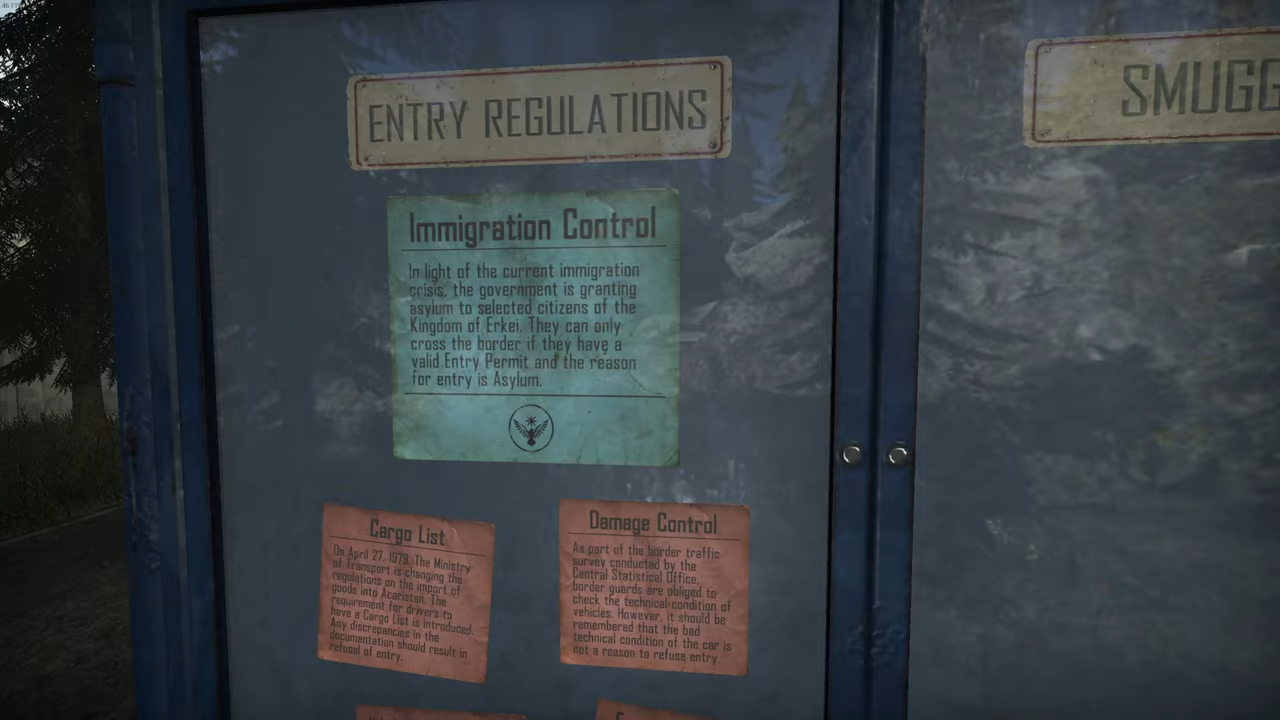 ENTRY REGULATIONS
SMUGG
Immigration Control
In light of the current immigration
crisis, the government is granting
asylum to selected citizens of the
Kingdom of Erkei. They can only
cross the border if they have a
valid Entry Permit and the reason
for entry is Asylum.
Cargo List
On April 27, 1979, The Ministry
of Transport is changing the
regulations on the import of
goods into Acaristan. The
requirement for drivers to
have a Cargo List is introduced.
Any discrepancies in the
documentation should result in
refusal of entry.
Damage Control
As part of the border traffic
survey conducted by the
Central Statistical Office,
border guards are obliged to
check the technical condition of
vehicles. However, it should be
remembered that the bad
technical condition of the car is
not a reason to refuse entry.